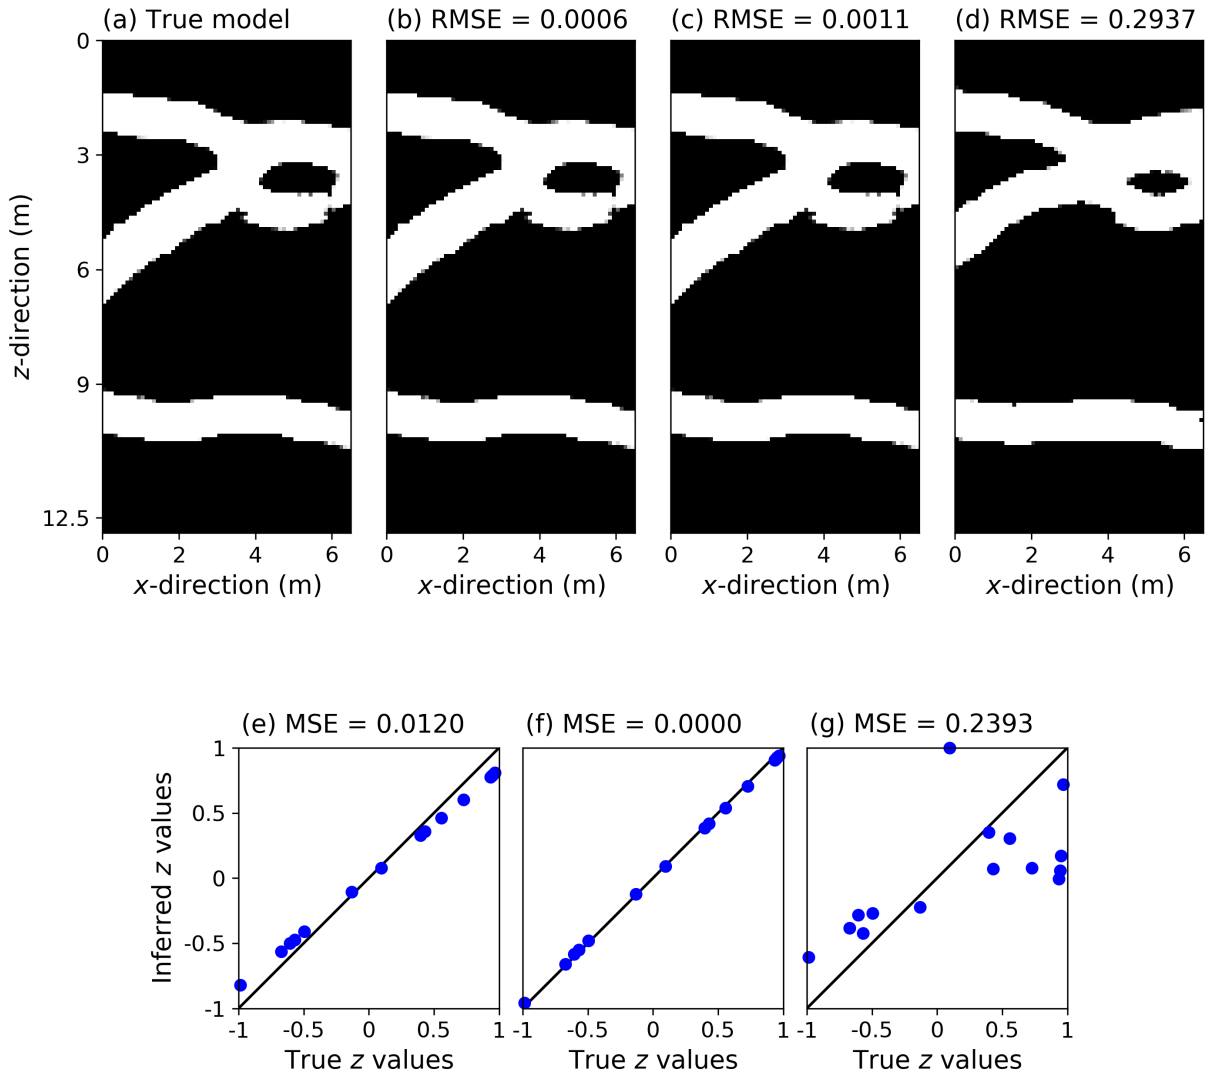 (a) True model
(b) RMSE = 0.0006
(c) RMSE = 0.0011
(d) RMSE = 0.2937
0
3
6
9
12.5
z-direction (m)
0 2 4 6
0 2 4 6
0 2 4 6
0 2 4 6
x-direction (m)
x-direction (m)
x-direction (m)
x-direction (m)
(e) MSE = 0.0120
(f) MSE = 0.0000
(g) MSE = 0.2393
1
0.5
0
-0.5
-1
Inferred z values
-1 -0.5 0 0.5 1
-1 -0.5 0 0.5 1
-1 -0.5 0 0.5 1
True z values
True z values
True z values